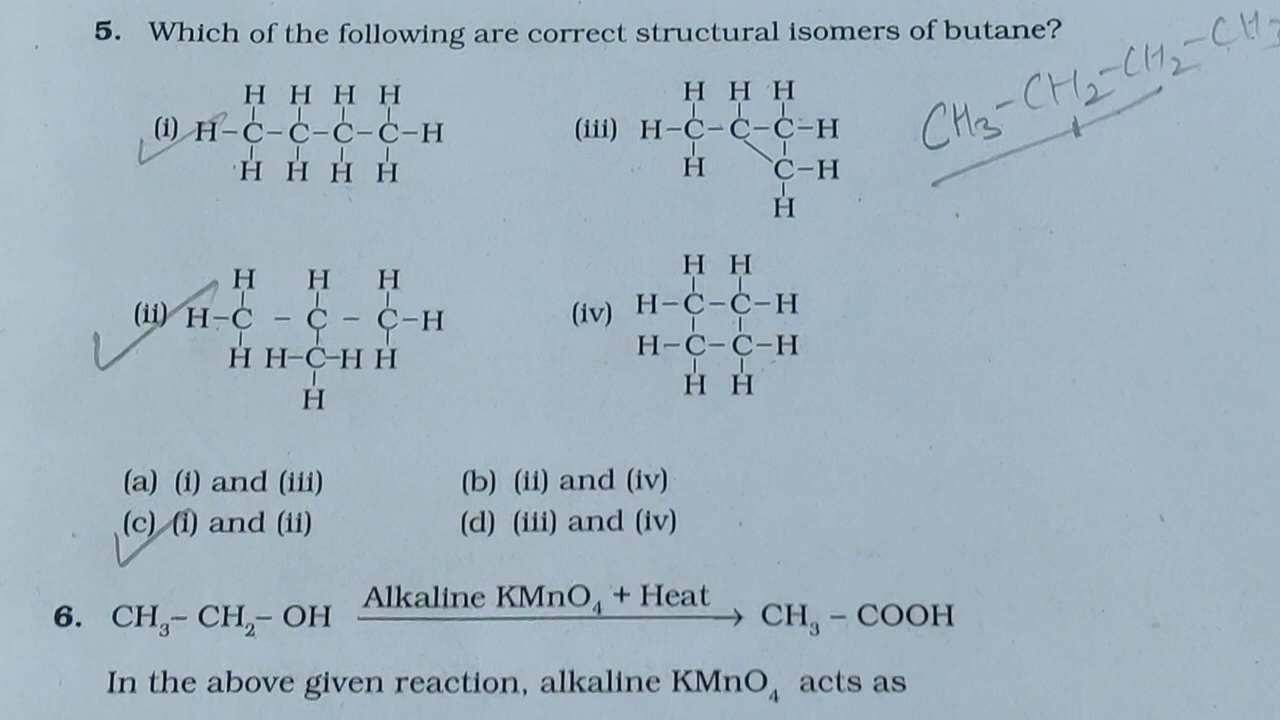 5. Which of the following are correct structural isomers of butane?
CH3-CH2-CH2-CH3
H H H H
(i) H-C-C-C-C-H
H H H H
H H H
(iii) H-C-C-C-H
H C-H
H
H H H
(ii) H-C - C - C-H
H H-C-H H
H
H H
(iv) H-C-C-H
H-C-C-H
H H
(a) (i) and (iii)
(b) (ii) and (iv)
(c) (i) and (ii)
(d) (iii) and (iv)
6. CH₃– CH₂– OH Alkaline KMnO₄ + Heat → CH₃ – COOH
In the above given reaction, alkaline KMnO₄ acts as